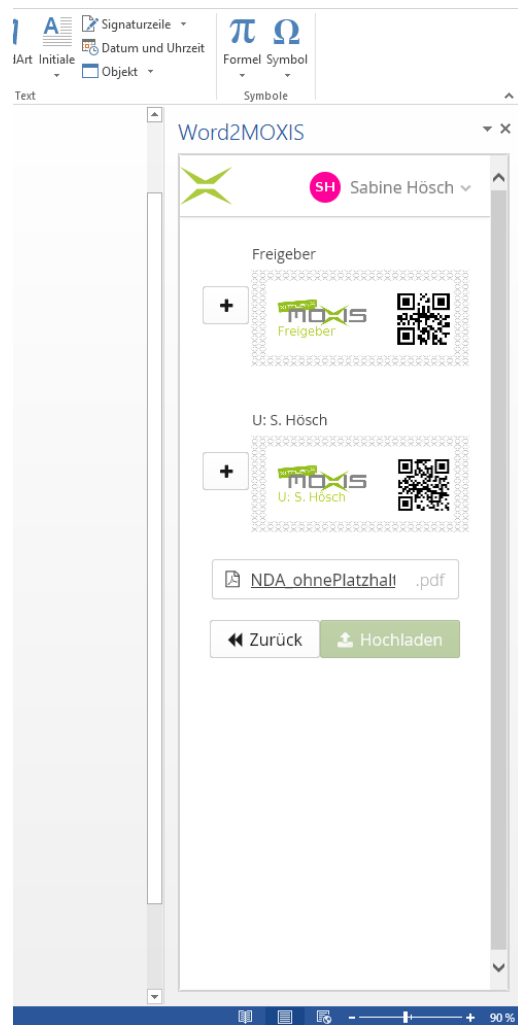 Signaturzeile
Datum und Uhrzeit
Objekt
lArt Initiale
Formel Symbol
Text
Symbole
Word2MOXIS
SH Sabine Hösch
Freigeber
MOXIS
Freigeber
U: S. Hösch
MOXIS
U: S. Hösch
NDA_ohnePlatzhalt .pdf
Zurück Hochladen
90 %